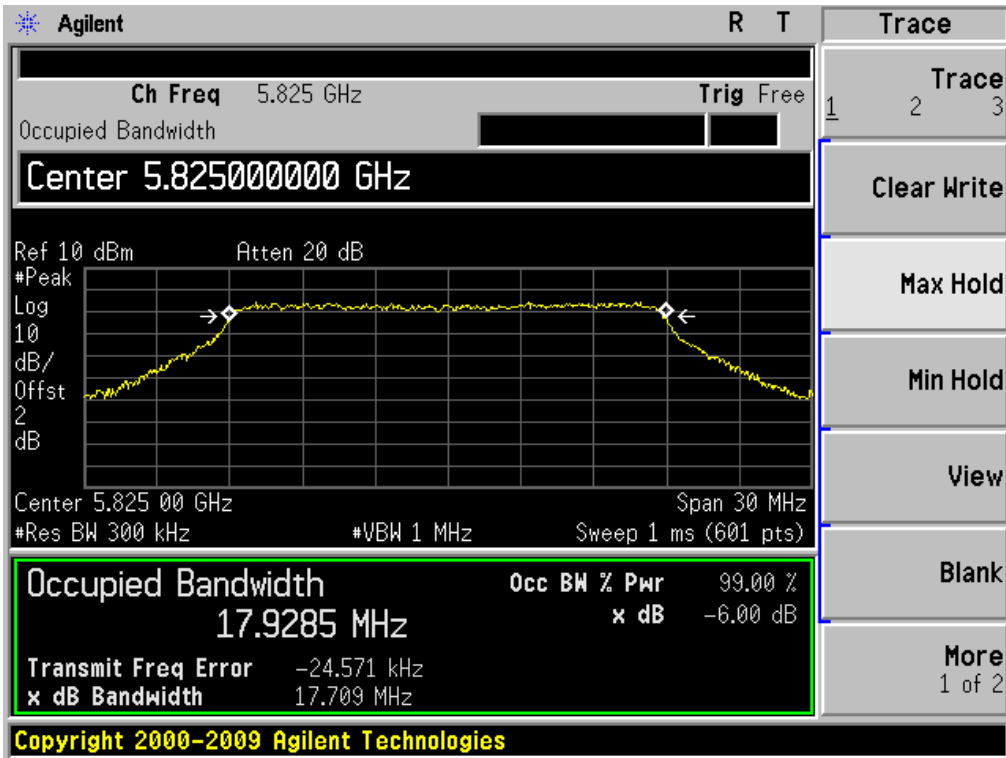 Agilent R T Trace
Ch Freq 5.825 GHz Trig Free
Occupied Bandwidth
Center 5.825000000 GHz
Ref 10 dBm Atten 20 dB
#Peak
Log
10
dB/
Offst
2
dB
Center 5.825 00 GHz Span 30 MHz
#Res BW 300 kHz #VBW 1 MHz Sweep 1 ms (601 pts)
Occupied Bandwidth Occ BW % Pwr 99.00 %
17.9285 MHz x dB -6.00 dB
Transmit Freq Error -24.571 kHz
x dB Bandwidth 17.709 MHz
Copyright 2000-2009 Agilent Technologies
Trace
1 2 3
Clear Write
Max Hold
Min Hold
View
Blank
More
1 of 2